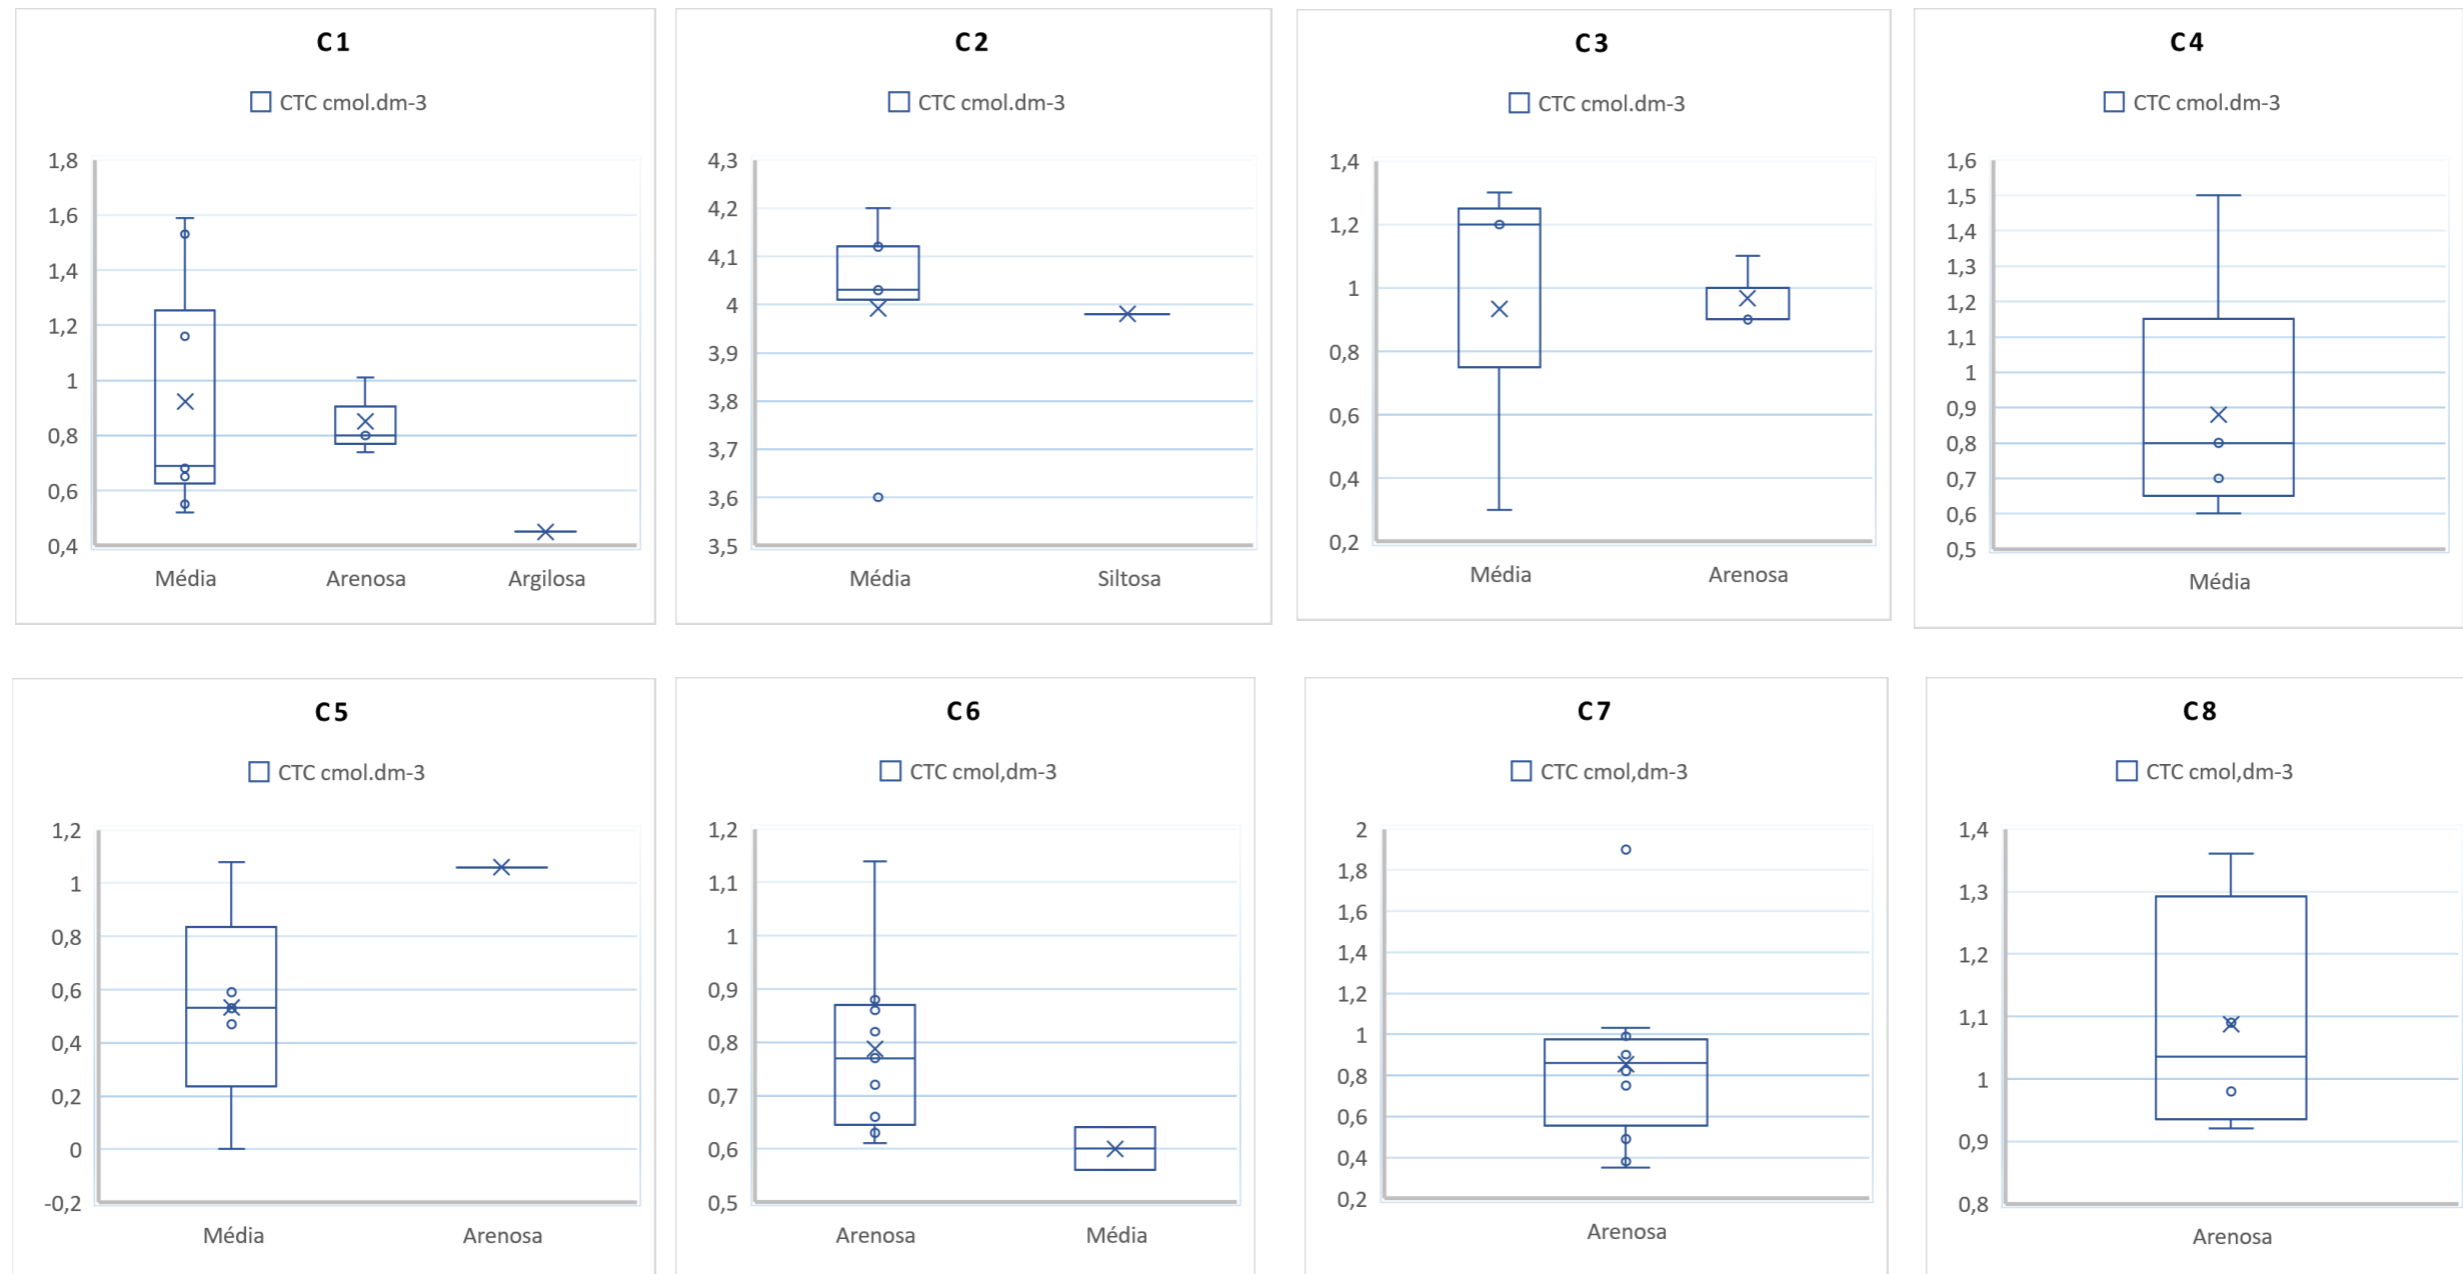 C1
CTC cmol.dm-3
1,8
1,6
1,4
1,2
1
0,8
0,6
0,4
Média Arenosa Argilosa
C2
CTC cmol.dm-3
4,3
4,2
4,1
4
3,9
3,8
3,7
3,6
3,5
Média Siltosa
C3
CTC cmol.dm-3
1,4
1,2
1
0,8
0,6
0,4
0,2
Média Arenosa
C4
CTC cmol.dm-3
1,6
1,5
1,4
1,3
1,2
1,1
1
0,9
0,8
0,7
0,6
0,5
Média
C5
CTC cmol.dm-3
1,2
1
0,8
0,6
0,4
0,2
0
-0,2
Média Arenosa
C6
CTC cmol,dm-3
1,2
1,1
1
0,9
0,8
0,7
0,6
0,5
Arenosa Média
C7
CTC cmol,dm-3
2
1,8
1,6
1,4
1,2
1
0,8
0,6
0,4
0,2
Arenosa
C8
CTC cmol,dm-3
1,4
1,3
1,2
1,1
1
0,9
0,8
Arenosa